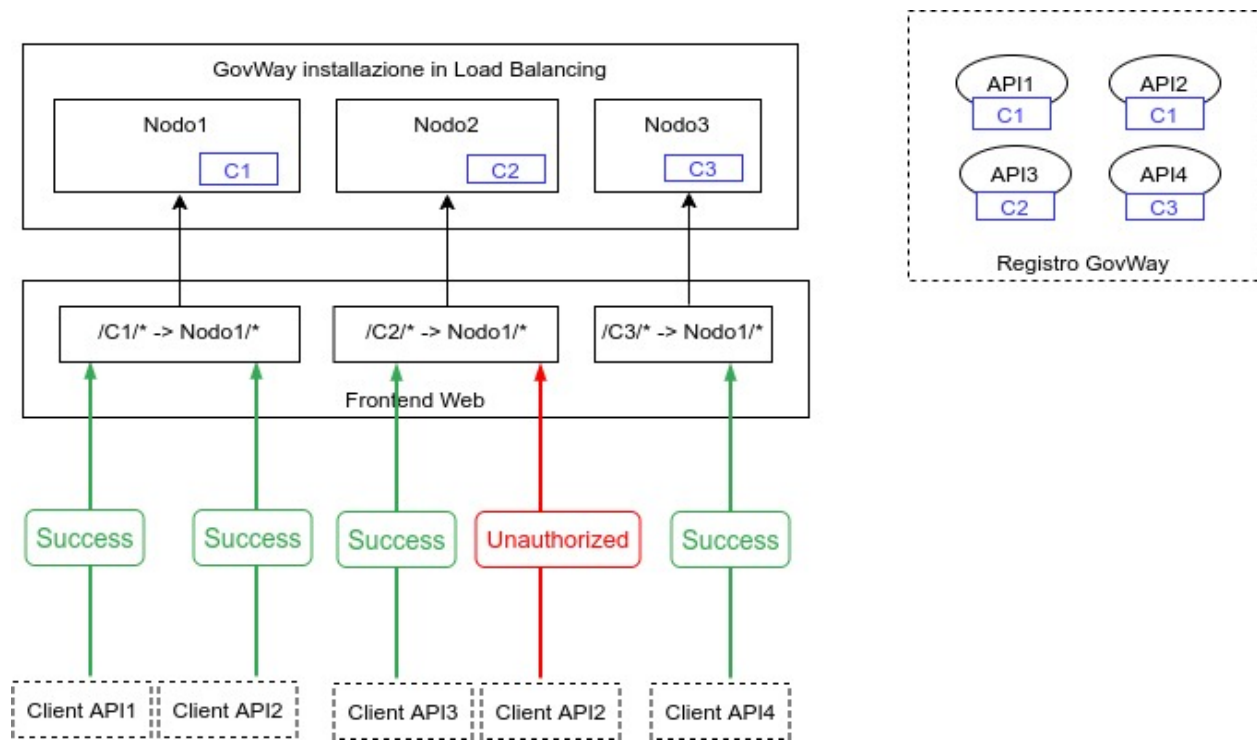 GovWay installazione in Load Balancing
Nodo1
C1
Nodo2
C2
Nodo3
C3
/C1/* -> Nodo1/*
/C2/* -> Nodo1/*
/C3/* -> Nodo1/*
Frontend Web
Success
Success
Success
Unauthorized
Success
Client API1
Client API2
Client API3
Client API2
Client API4
API1
C1
API2
C1
API3
C2
API4
C3
Registro GovWay